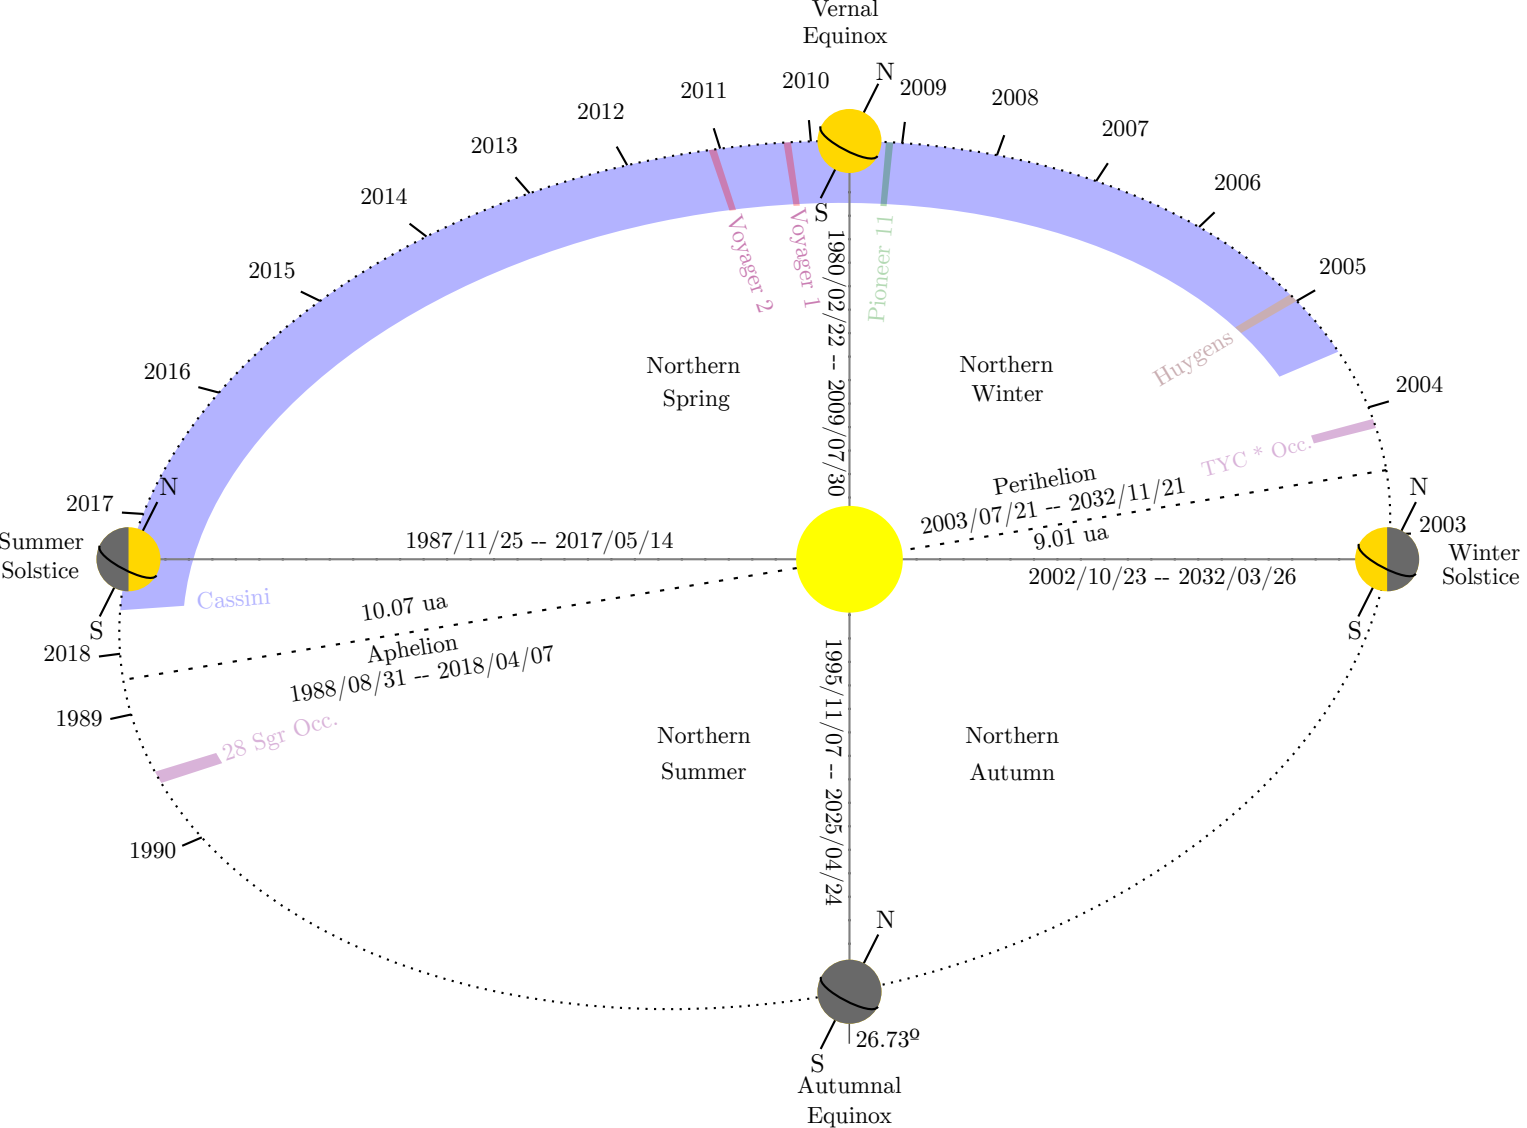 Vernal
Equinox
N
2010
2009
2011
2008
2012
2007
2013
2006
2014
2005
2015
S
Voyager 2
Voyager 1
Pioneer 11
1980/02/22 -- 2009/07/30
Huygens
2016
2004
Northern
Spring
Northern
Winter
TYC * Occ.
Perihelion
2003/07/21 -- 2032/11/21
9.01 ua
N
2017
N
2003
Summer
Solstice
1987/11/25 -- 2017/05/14
2002/10/23 -- 2032/03/26
Winter
Solstice
Cassini
S
S
10.07 ua
Aphelion
1988/08/31 -- 2018/04/07
2018
1989
28 Sgr Occ.
1995/11/07 -- 2025/04/24
Northern
Summer
Northern
Autumn
1990
N
S
26.73º
Autumnal
Equinox